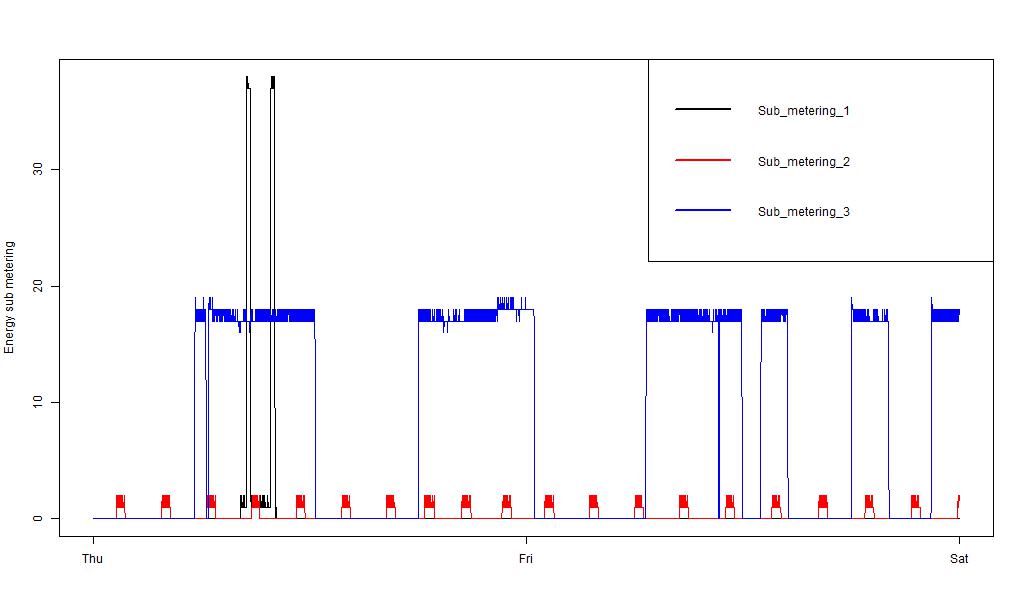 Sub_metering_1
Sub_metering_2
Sub_metering_3
Energy sub metering
30
20
10
0
Thu
Fri
Sat